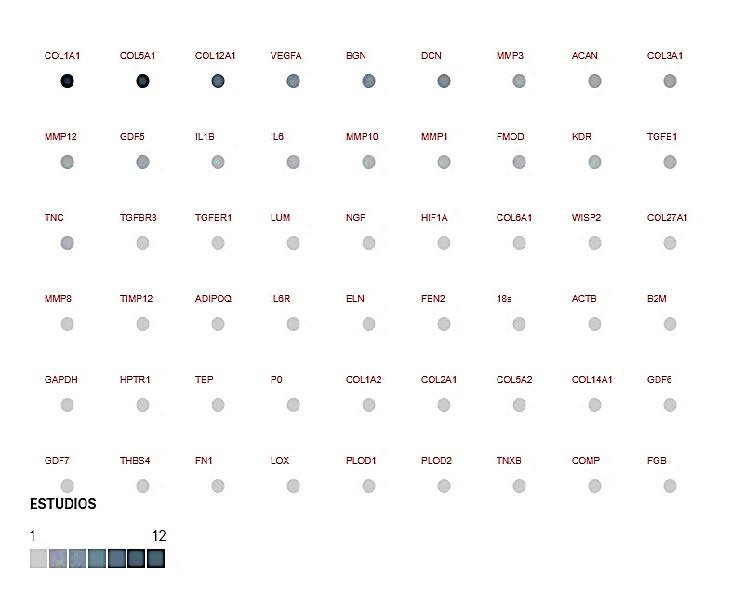 COL1A1 COL5A1 COL12A1 VEGFA BGN DCN MMP3 ACAN COL3A1
MMP12 GDF5 IL1B IL6 MMP10 MMP1 FMOD KDR TGFE1
TNC TGFBR3 TGFER1 LUM NGF HIF1A COL6A1 WISP2 COL27A1
MMP8 TIMP12 ADIPOQ IL6R ELN FEN2 18s ACTB B2M
GAPDH HPTR1 TEP P0 COL1A2 COL2A1 COL5A2 COL14A1 GDF6
GDF7 THBS4 FN1 LOX PLOD1 PLOD2 TNXB COMP FGB
ESTUDIOS
1 12